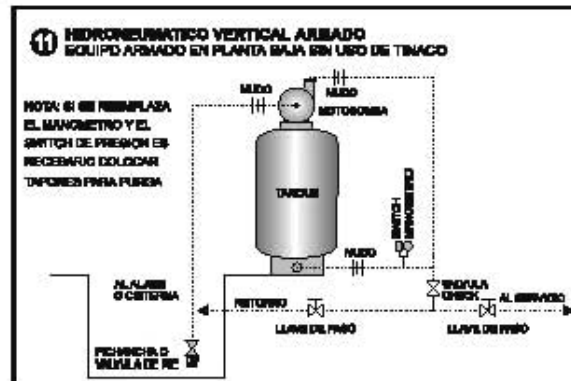 11 HIDRONEUMATICO VERTICAL ARMADO
EQUIPO ARMADO EN PLANTA BAJA SIN USO DE TINACO
NUDO
NUDO
MOTOBOMBA
NOTA: SI SE REEMPLAZA
EL MANOMETRO Y EL
SWITCH DE PRESION ES
NECESARIO COLOCAR
TAPONES PARA PURGA
TANQUE
SWITCH
MANOMETRO
NUDO
AL ALJIBE
O CISTERNA
RETORNO
VALVULA
CHECK
AL SERVICIO
LLAVE DE PASO
LLAVE DE PASO
PICHANCHA O
VALVULA DE PIE